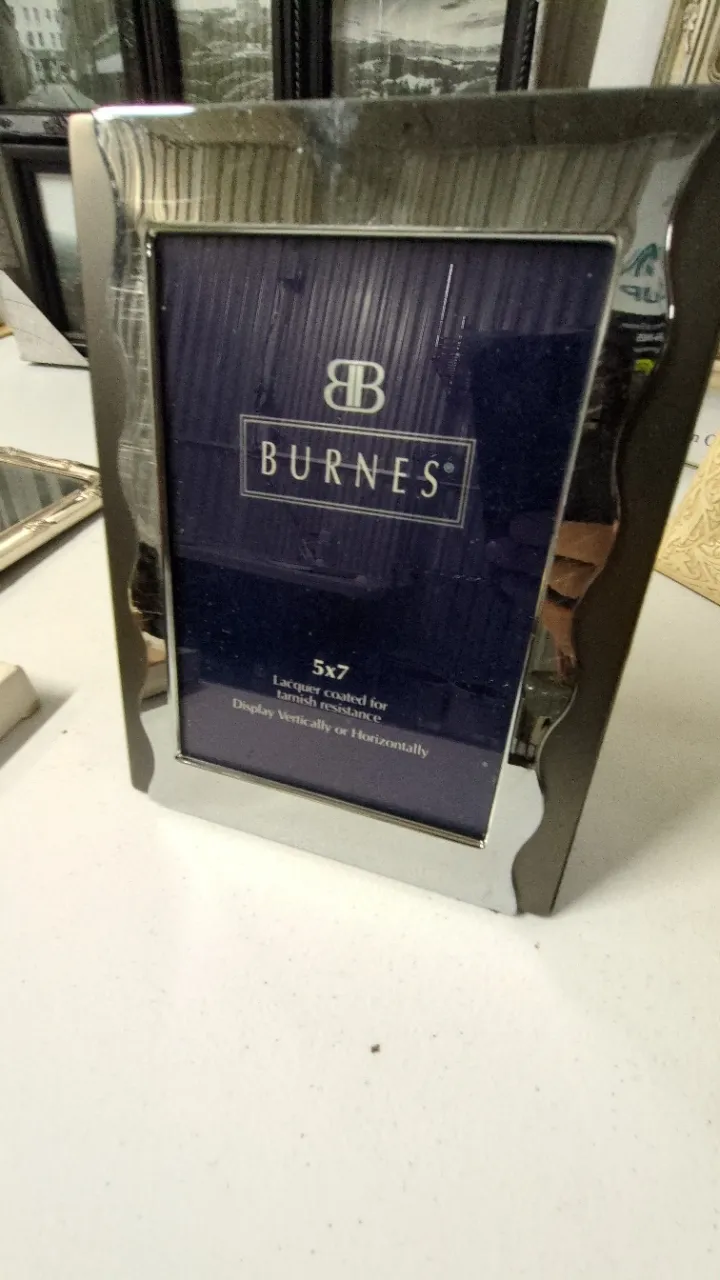 BB
BURNES®
5x7
Lacquer coated for
tarnish resistance
Display Vertically or Horizontally